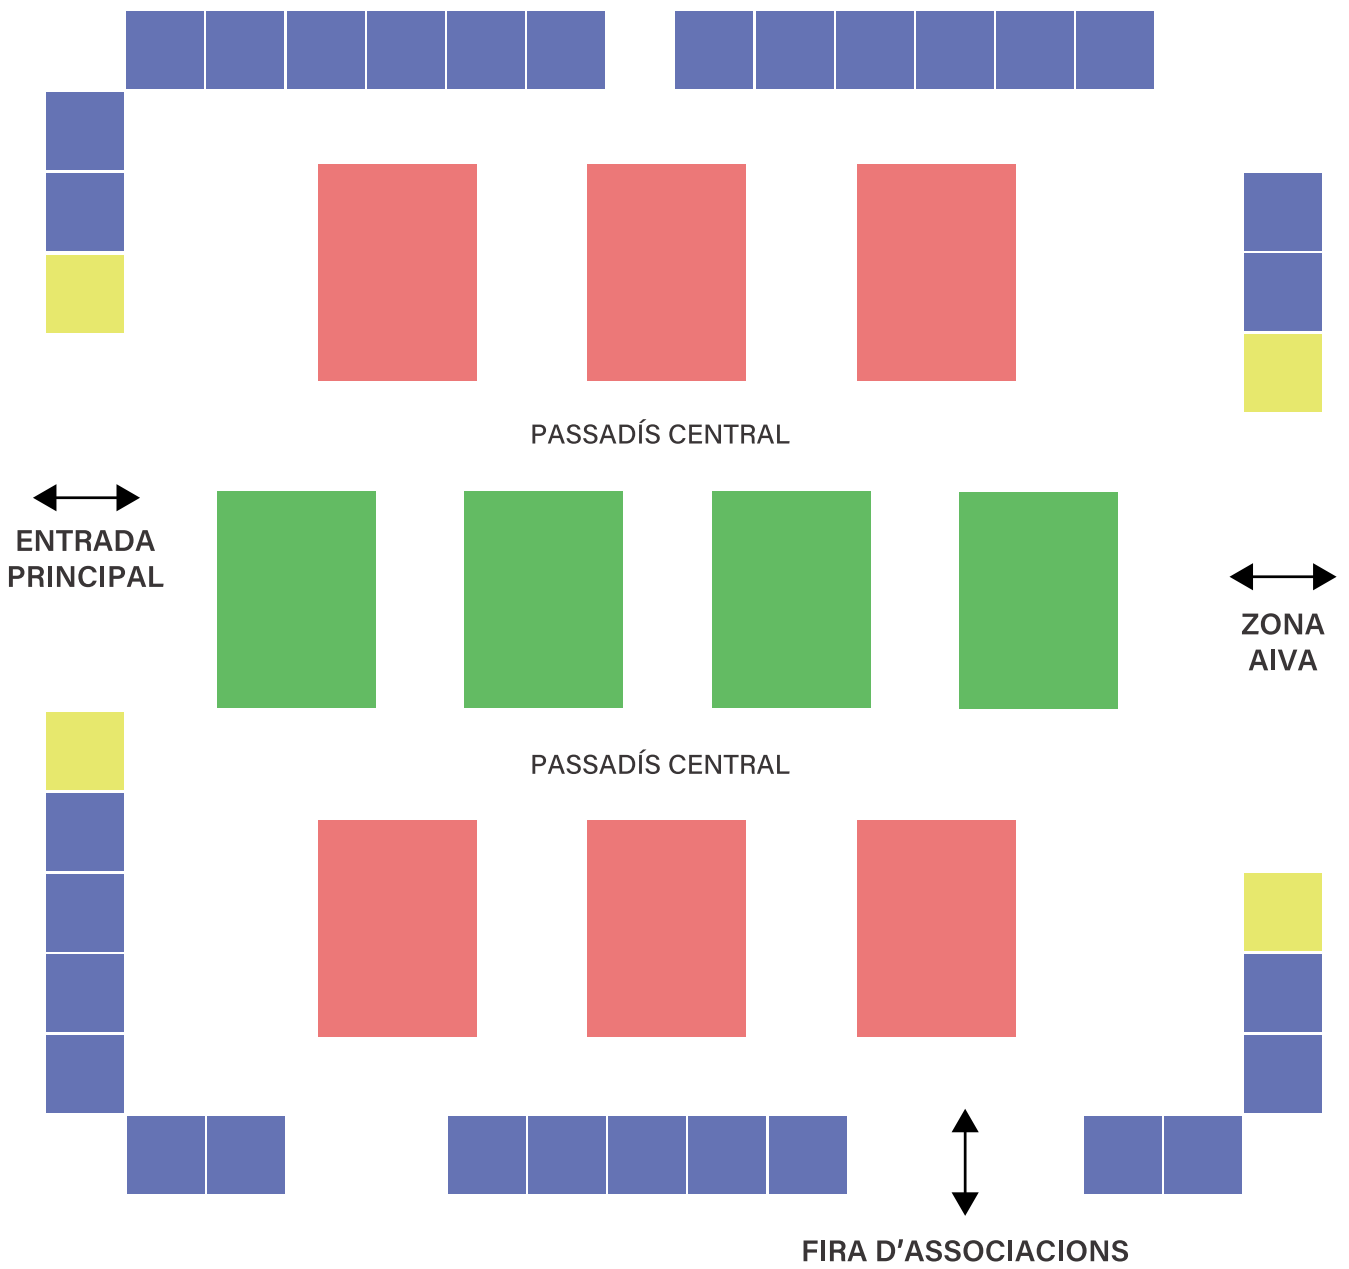 PASSADÍS CENTRAL
ENTRADA
PRINCIPAL
ZONA
AIVA
PASSADÍS CENTRAL
FIRA D'ASSOCIACIONS